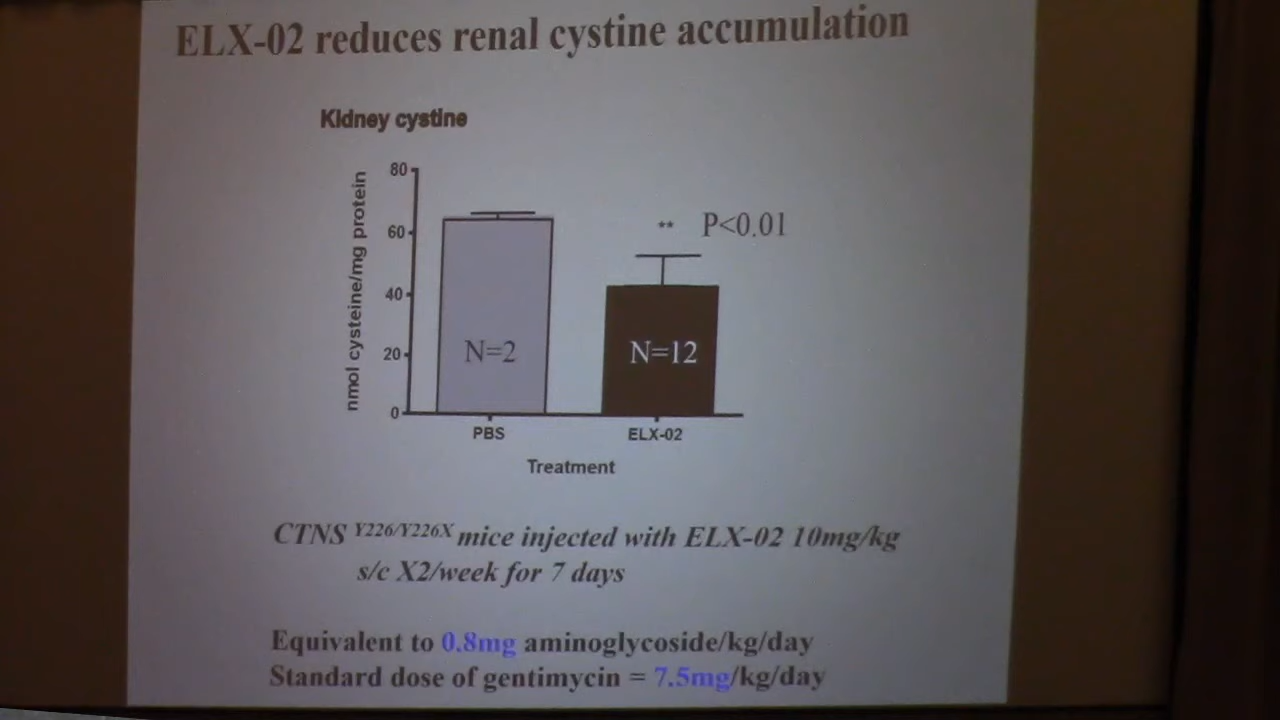 ELX-02 reduces renal cystine accumulation
Kidney cystine
nmol cysteine/mg protein
80
60
40
20
0
** P<0.01
N=2
N=12
PBS
ELX-02
Treatment
CTNS Y226/Y226X mice injected with ELX-02 10mg/kg
s/c X2/week for 7 days
Equivalent to 0.8mg aminoglycoside/kg/day
Standard dose of gentimycin = 7.5mg/kg/day